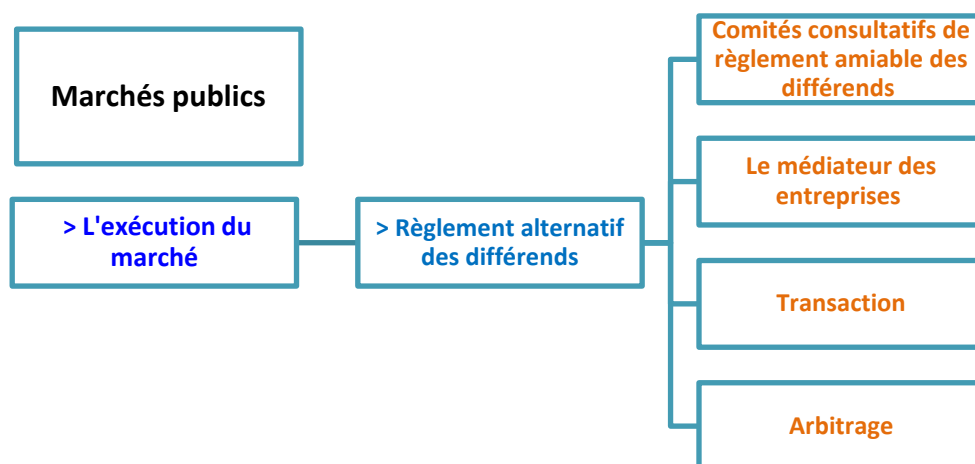 Marchés publics
> L'exécution du
marché
> Règlement alternatif
des différends
Comités consultatifs de
règlement amiable des
différends
Le médiateur des
entreprises
Transaction
Arbitrage